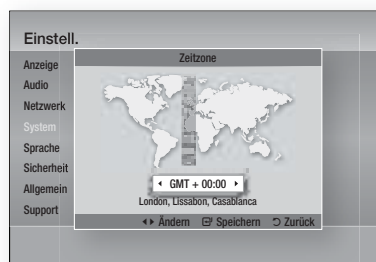 Einstell.
Anzeige
Audio
Netzwerk
System
Sprache
Sicherheit
Allgemein
Support
Zeitzone
GMT + 00:00
London, Lissabon, Casablanca
Ändern Speichern Zurück